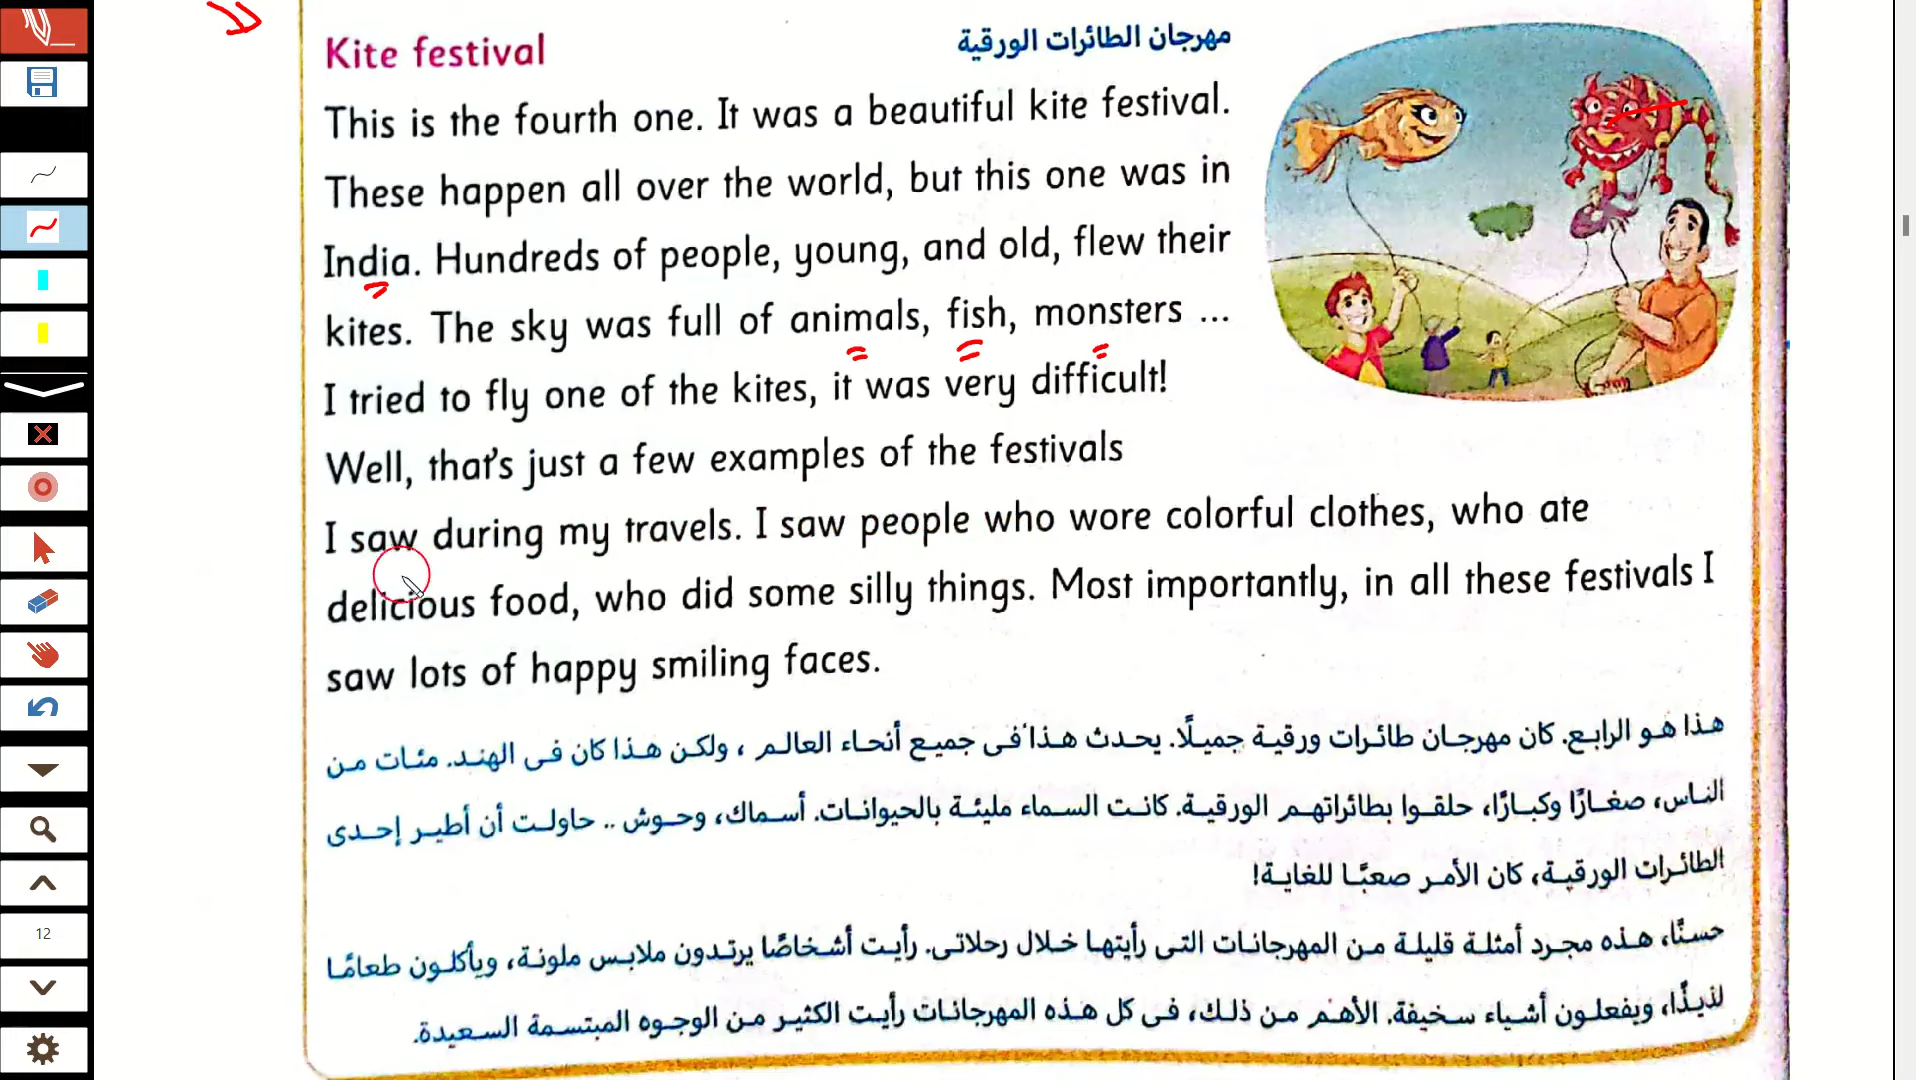 Kite festival
مهرجان الطائرات الورقية
This is the fourth one. It was a beautiful kite festival.
These happen all over the world, but this one was in
India. Hundreds of people, young, and old, flew their
kites. The sky was full of animals, fish, monsters ...
I tried to fly one of the kites, it was very difficult!
Well, that's just a few examples of the festivals
I saw during my travels. I saw people who wore colorful clothes, who ate
delicious food, who did some silly things. Most importantly, in all these festivals I
saw lots of happy smiling faces.
هذا هو الرابع. كان مهرجان طائرات ورقية جميلًا. يحدث هذا فى جميع أنحاء العالم ، ولكن هذا كان فى الهند. مئات من
الناس، صغارًا وكبارًا، حلقوا بطائراتهم الورقية. كانت السماء مليئة بالحيوانات. أسماك، وحوش .. حاولت أن أطير إحدى
الطائرات الورقية، كان الأمر صعبًا للغاية!
حسنًا، هذه مجرد أمثلة قليلة من المهرجانات التى رأيتها خلال رحلاتى. رأيت أشخاصًا يرتدون ملابس ملونة، ويأكلون طعامًا
لذيذًا، ويفعلون أشياء سخيفة. الأهم من ذلك، فى كل هذه المهرجانات رأيت الكثير من الوجوه المبتسمة السعيدة.
12